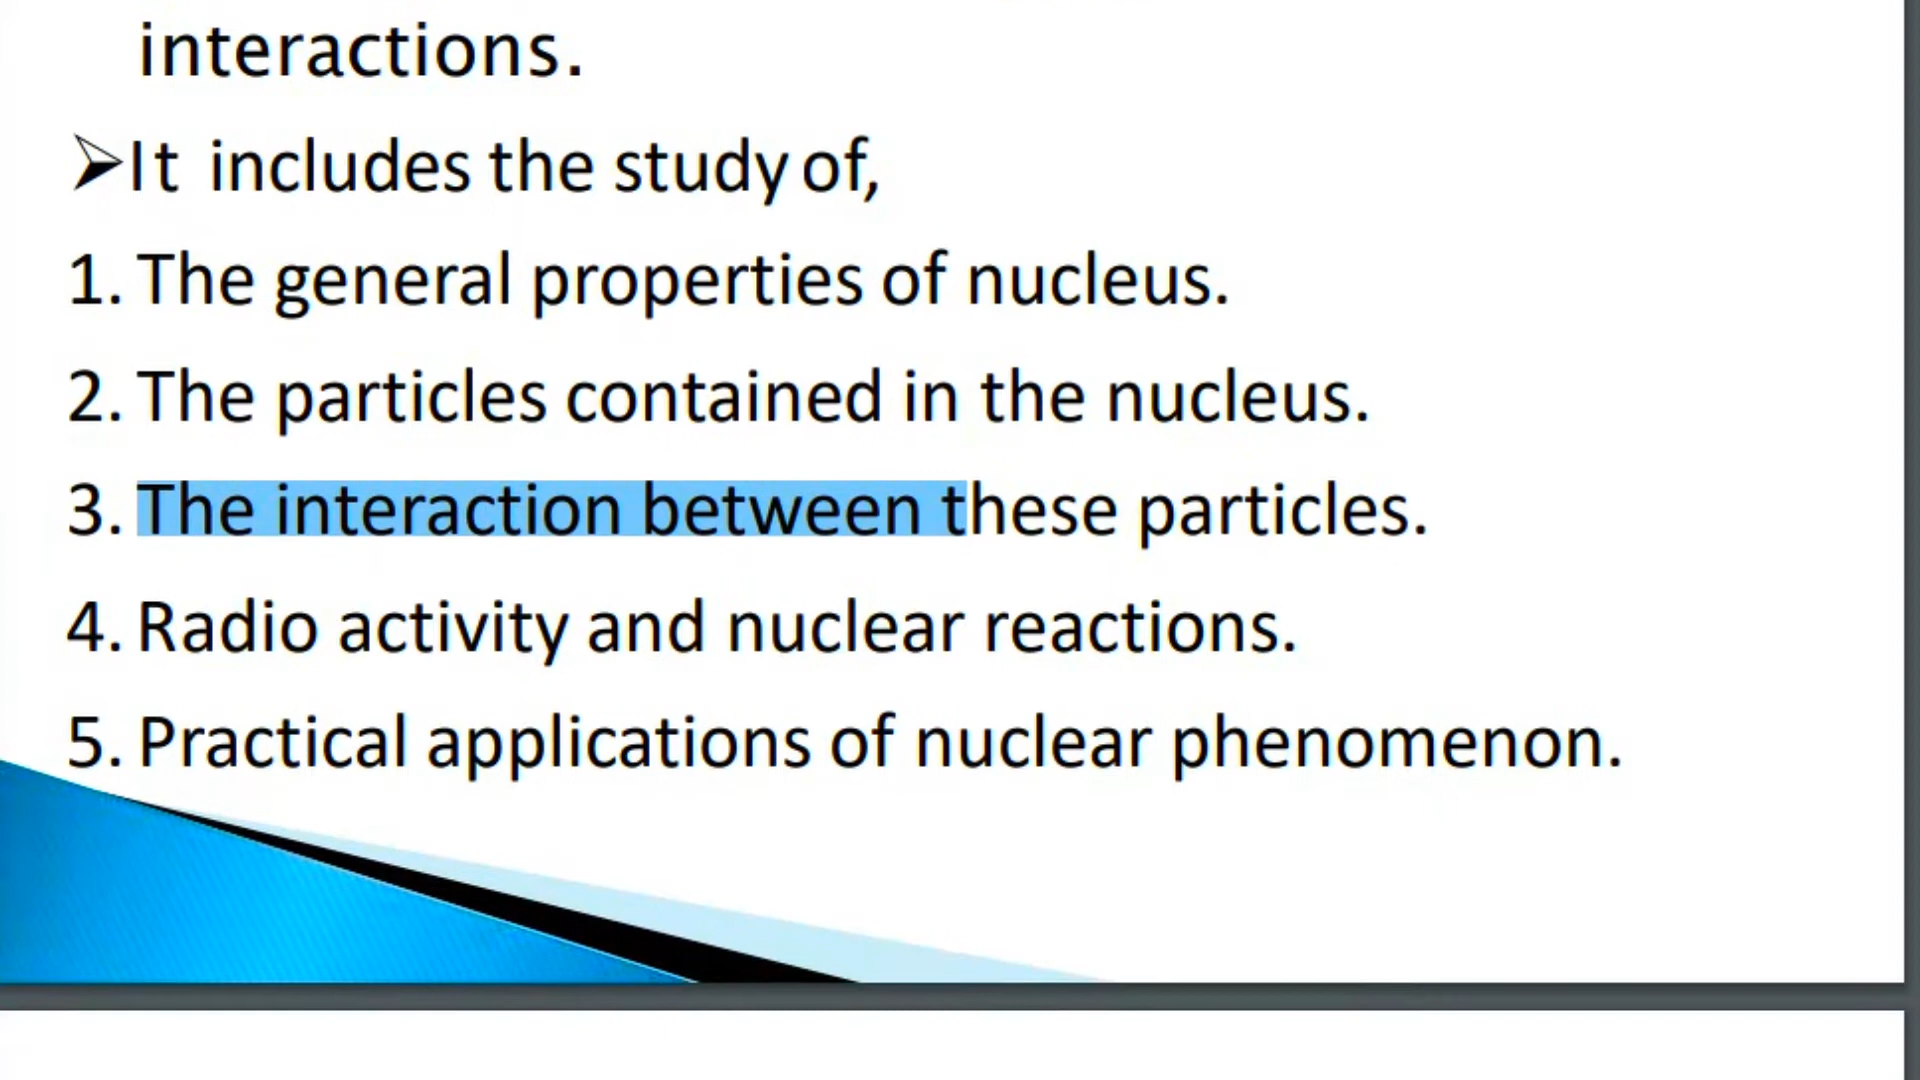 interactions.
➢It includes the study of,
1. The general properties of nucleus.
2. The particles contained in the nucleus.
3. The interaction between these particles.
4. Radio activity and nuclear reactions.
5. Practical applications of nuclear phenomenon.